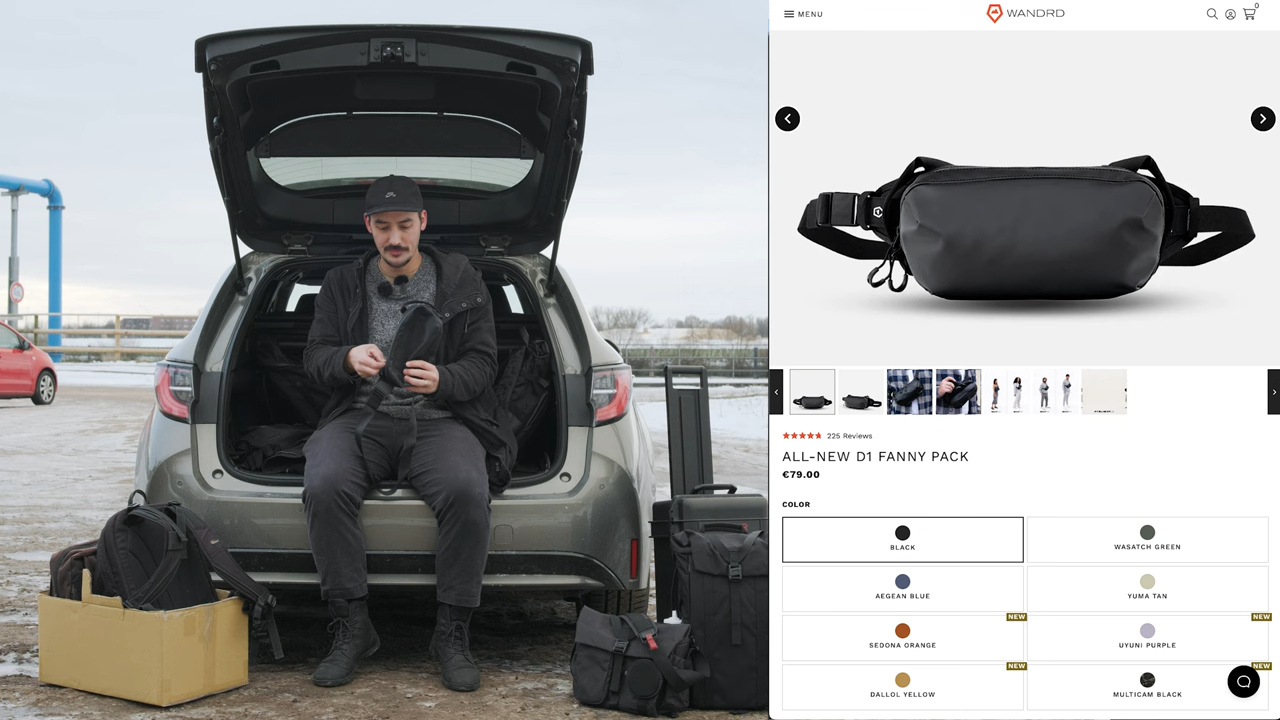 MENU
WANDRD
0
225 Reviews
ALL-NEW D1 FANNY PACK
€79.00
COLOR
BLACK
WASATCH GREEN
AEGEAN BLUE
YUMA TAN
NEW
NEW
SEDONA ORANGE
UYUNI PURPLE
NEW
NEW
DALLOL YELLOW
MULTICAM BLACK